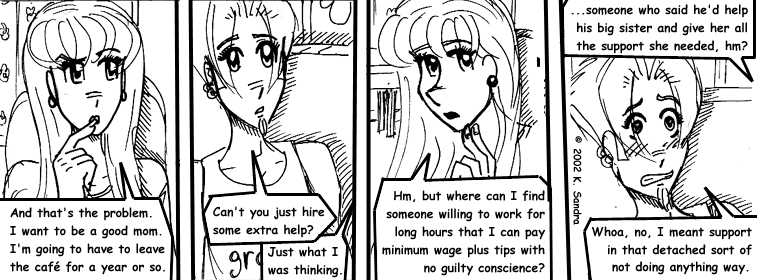 And that's the problem.
I want to be a good mom.
I'm going to have to leave
the café for a year or so.
Can't you just hire
some extra help?
Just what I
was thinking.
Hm, but where can I find
someone willing to work for
long hours that I can pay
minimum wage plus tips with
no guilty conscience?
...someone who said he'd help
his big sister and give her all
the support she needed, hm?
Whoa, no, I meant support
in that detached sort of
not doing anything way.
© 2002 K. Sandra